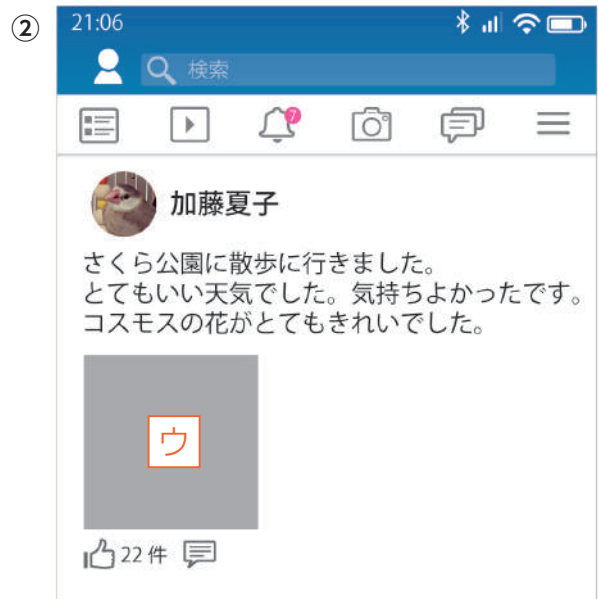 ②
21:06
検索
7
加藤夏子
さくら公園に散歩に行きました。
とてもいい天気でした。気持ちよかったです。
コスモスの花がとてもきれいでした。
ウ
22件